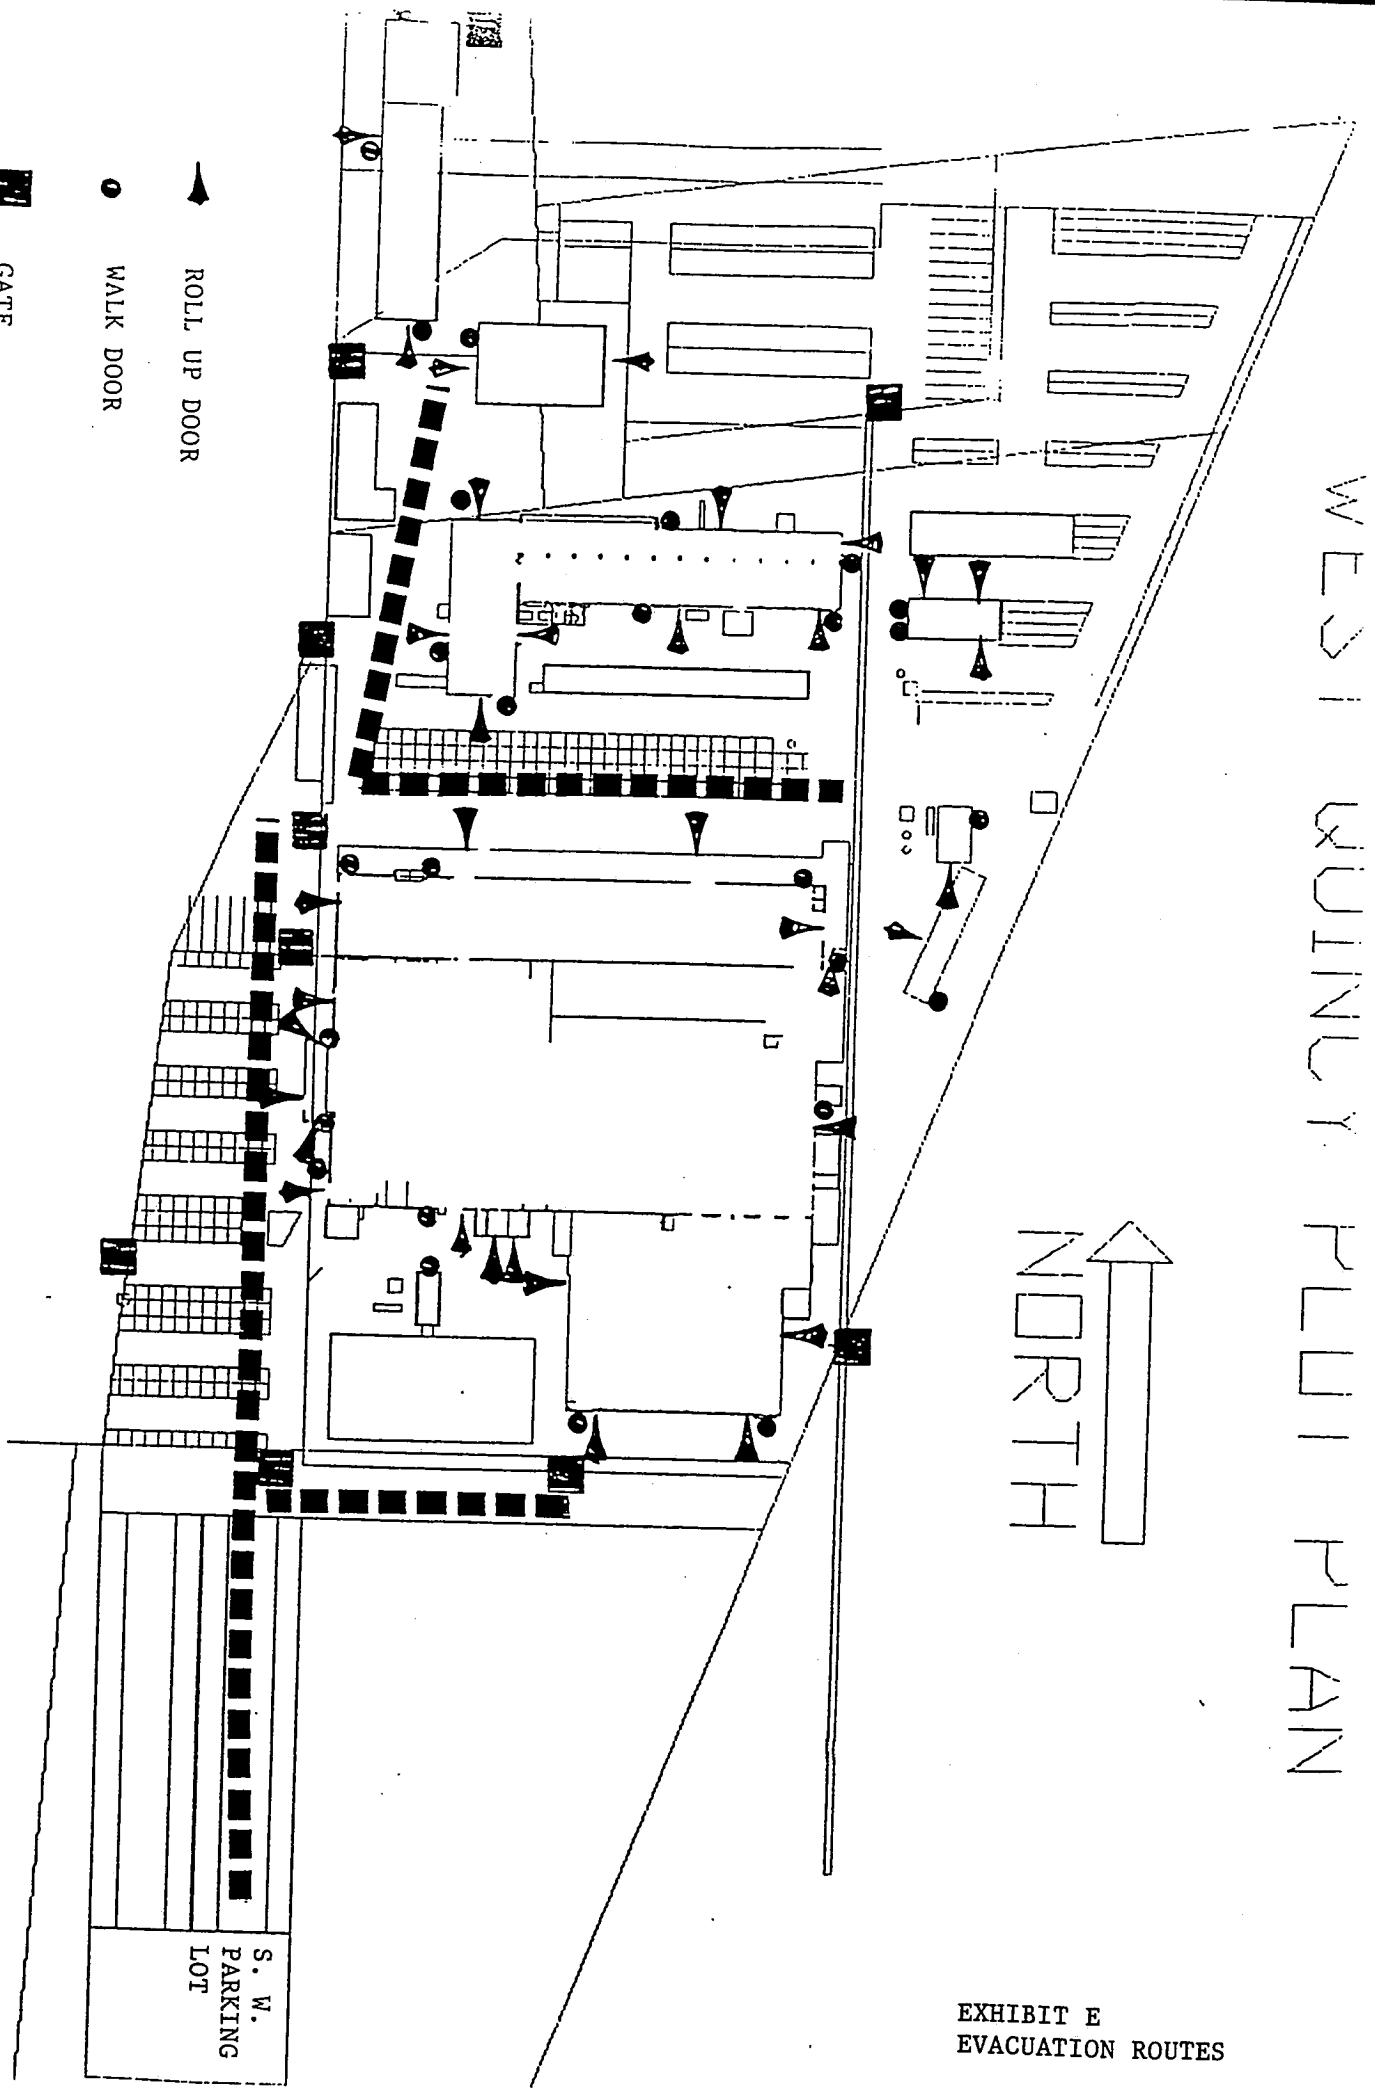 WEST QUINCY PLOT PLAN
NORTH
ROLL UP DOOR
WALK DOOR
GATE
S. W.
PARKING
LOT
EXHIBIT E
EVACUATION ROUTES